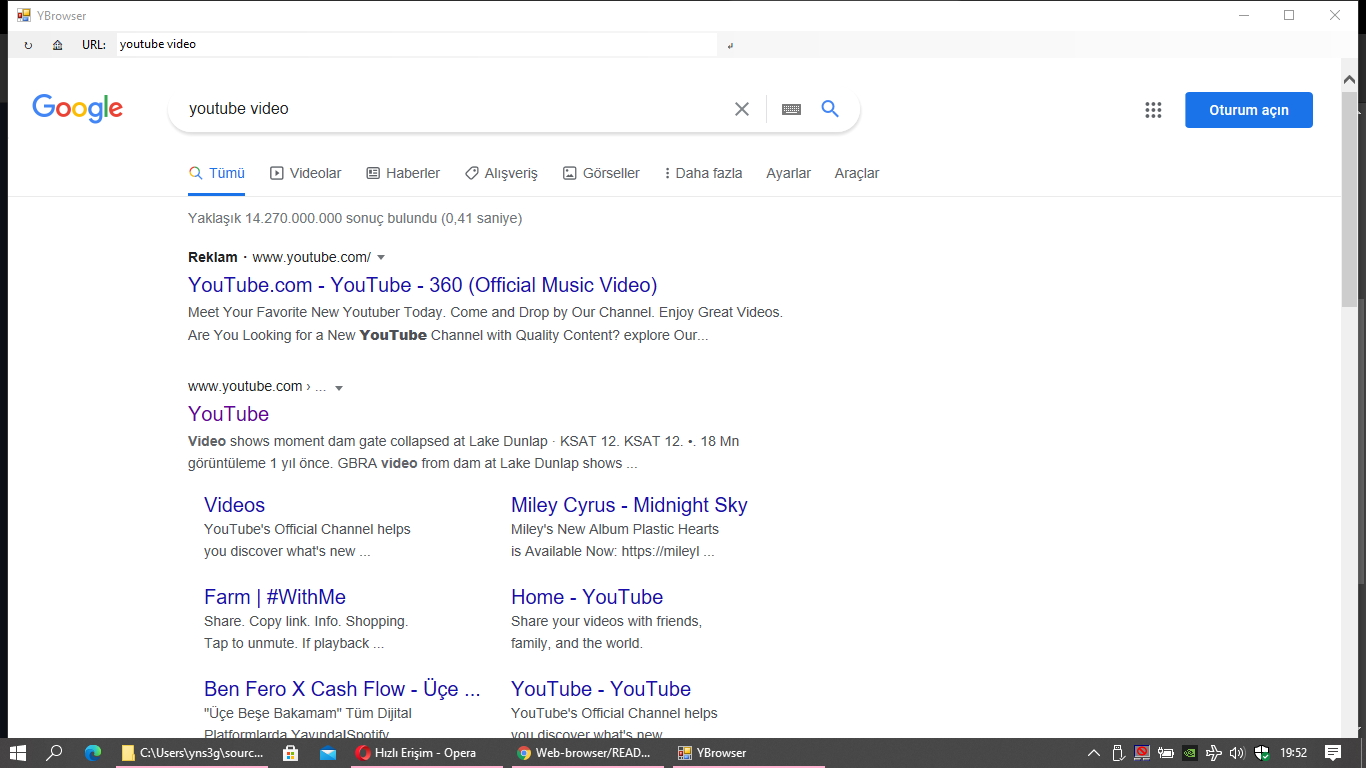 YBrowser
URL: youtube video
Google
youtube video
Oturum açın
Tümü Videolar Haberler Alışveriş Görseller Daha fazla Ayarlar Araçlar
Yaklaşık 14.270.000.000 sonuç bulundu (0,41 saniye)
Reklam · www.youtube.com/
YouTube.com - YouTube - 360 (Official Music Video)
Meet Your Favorite New Youtuber Today. Come and Drop by Our Channel. Enjoy Great Videos.
Are You Looking for a New YouTube Channel with Quality Content? explore Our...
www.youtube.com › ...
YouTube
Video shows moment dam gate collapsed at Lake Dunlap · KSAT 12. KSAT 12. •. 18 Mn
görüntüleme 1 yıl önce. GBRA video from dam at Lake Dunlap shows ...
Videos
YouTube's Official Channel helps
you discover what's new ...
Miley Cyrus - Midnight Sky
Miley's New Album Plastic Hearts
is Available Now: https://mileyl ...
Farm | #WithMe
Share. Copy link. Info. Shopping.
Tap to unmute. If playback ...
Home - YouTube
Share your videos with friends,
family, and the world.
Ben Fero X Cash Flow - Üçe ...
"Üçe Beşe Bakamam" Tüm Dijital
Platformlarda Yayında!Spotify
YouTube - YouTube
YouTube's Official Channel helps
you discover what's new
C:\Users\yns3g\sourc... Hızlı Erişim - Opera Web-browser/READ... YBrowser 19:52